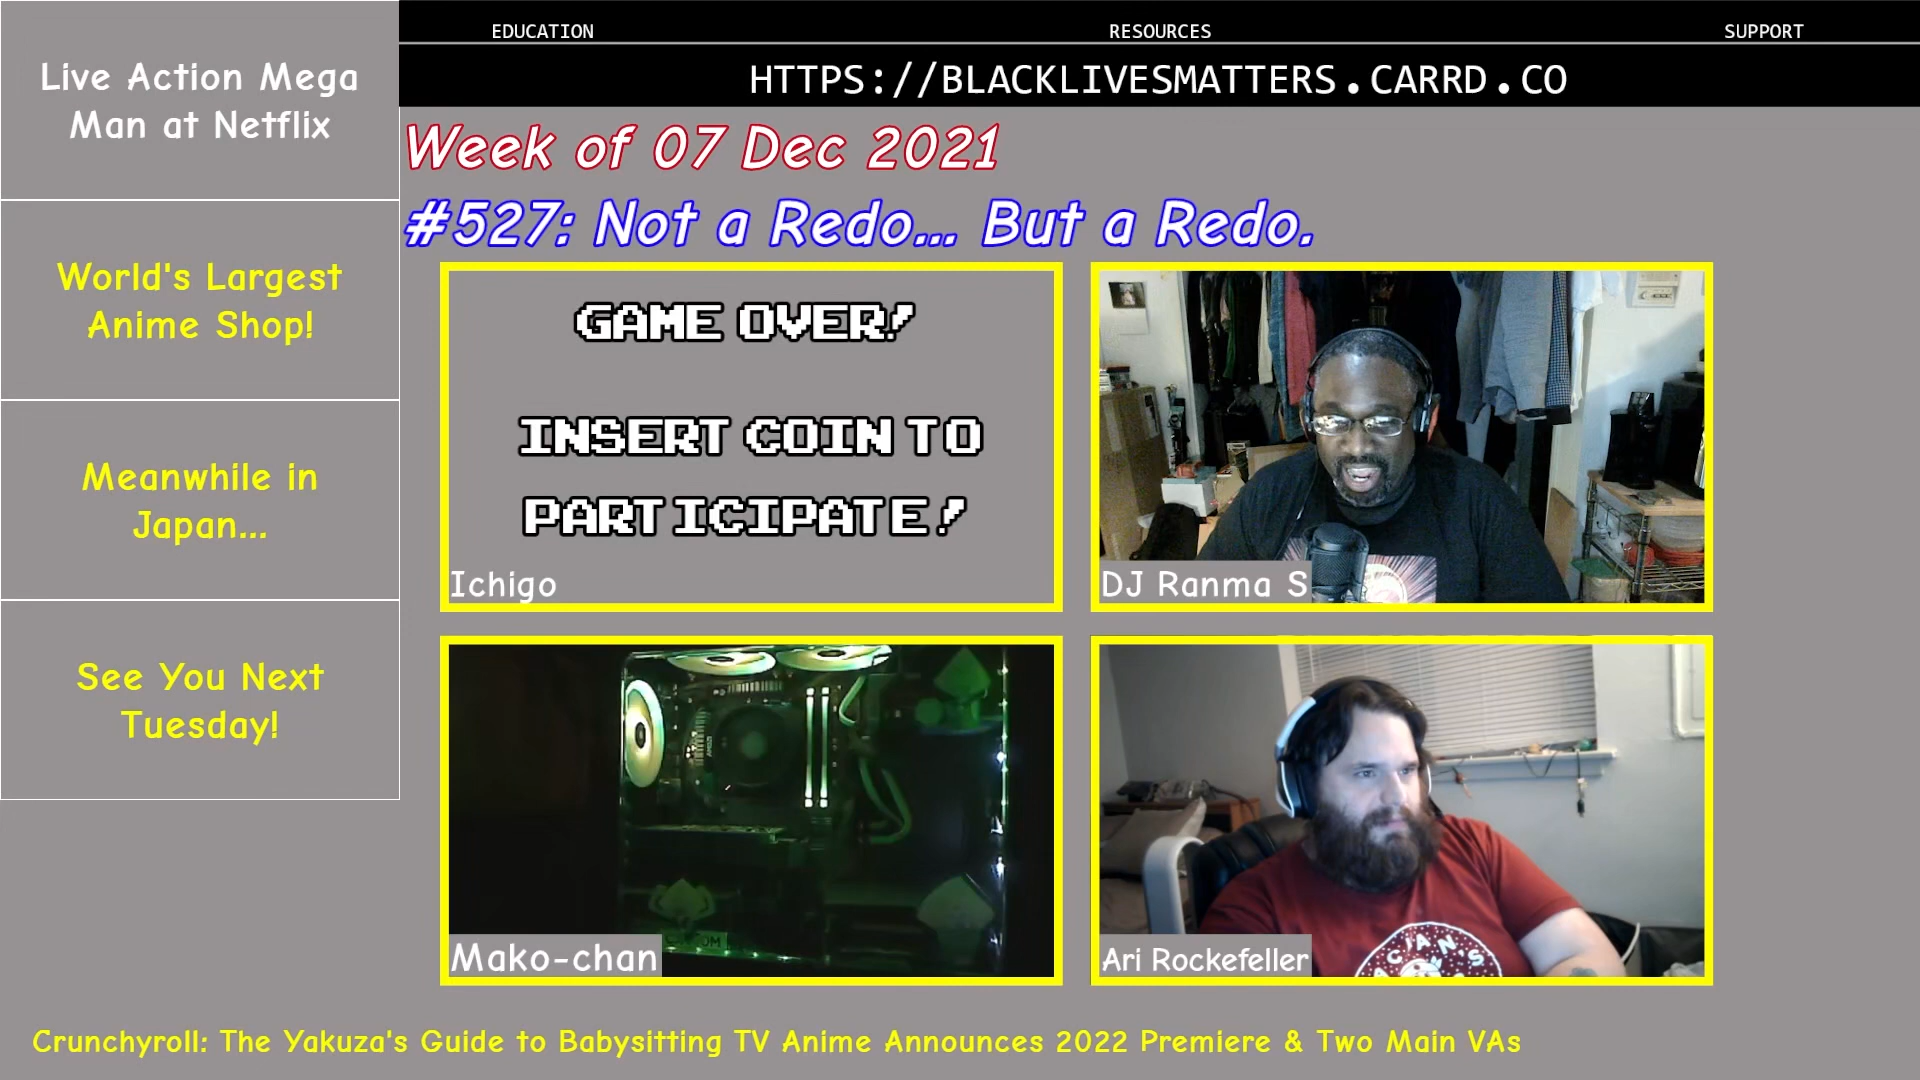 EDUCATION
RESOURCES
SUPPORT
HTTPS://BLACKLIVESMATTERS.CARRD.CO
Live Action Mega
Man at Netflix
World's Largest
Anime Shop!
Meanwhile in
Japan...
See You Next
Tuesday!
Week of 07 Dec 2021
#527: Not a Redo... But a Redo.
GAME OVER!
INSERT COIN TO
PARTICIPATE!
Ichigo
DJ Ranma S
Mako-chan
Ari Rockefeller
Crunchyroll: The Yakuza's Guide to Babysitting TV Anime Announces 2022 Premiere & Two Main VAs